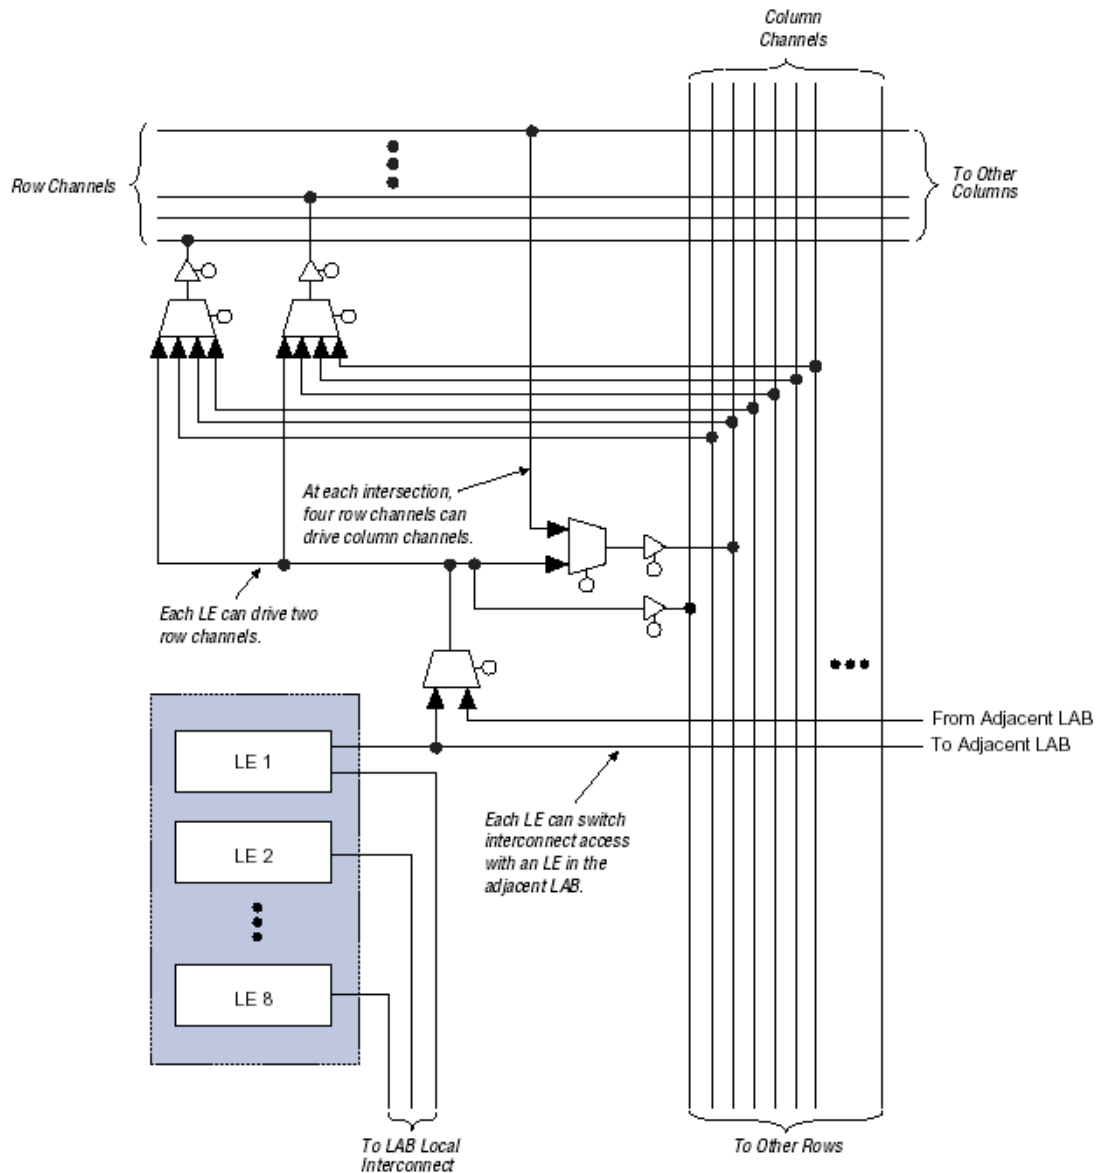 Column
Channels
Row Channels
To Other
Columns
At each intersection,
four row channels can
drive column channels.
Each LE can drive two
row channels.
From Adjacent LAB
To Adjacent LAB
LE 1
LE 2
LE 8
Each LE can switch
interconnect access
with an LE in the
adjacent LAB.
To LAB Local
Interconnect
To Other Rows